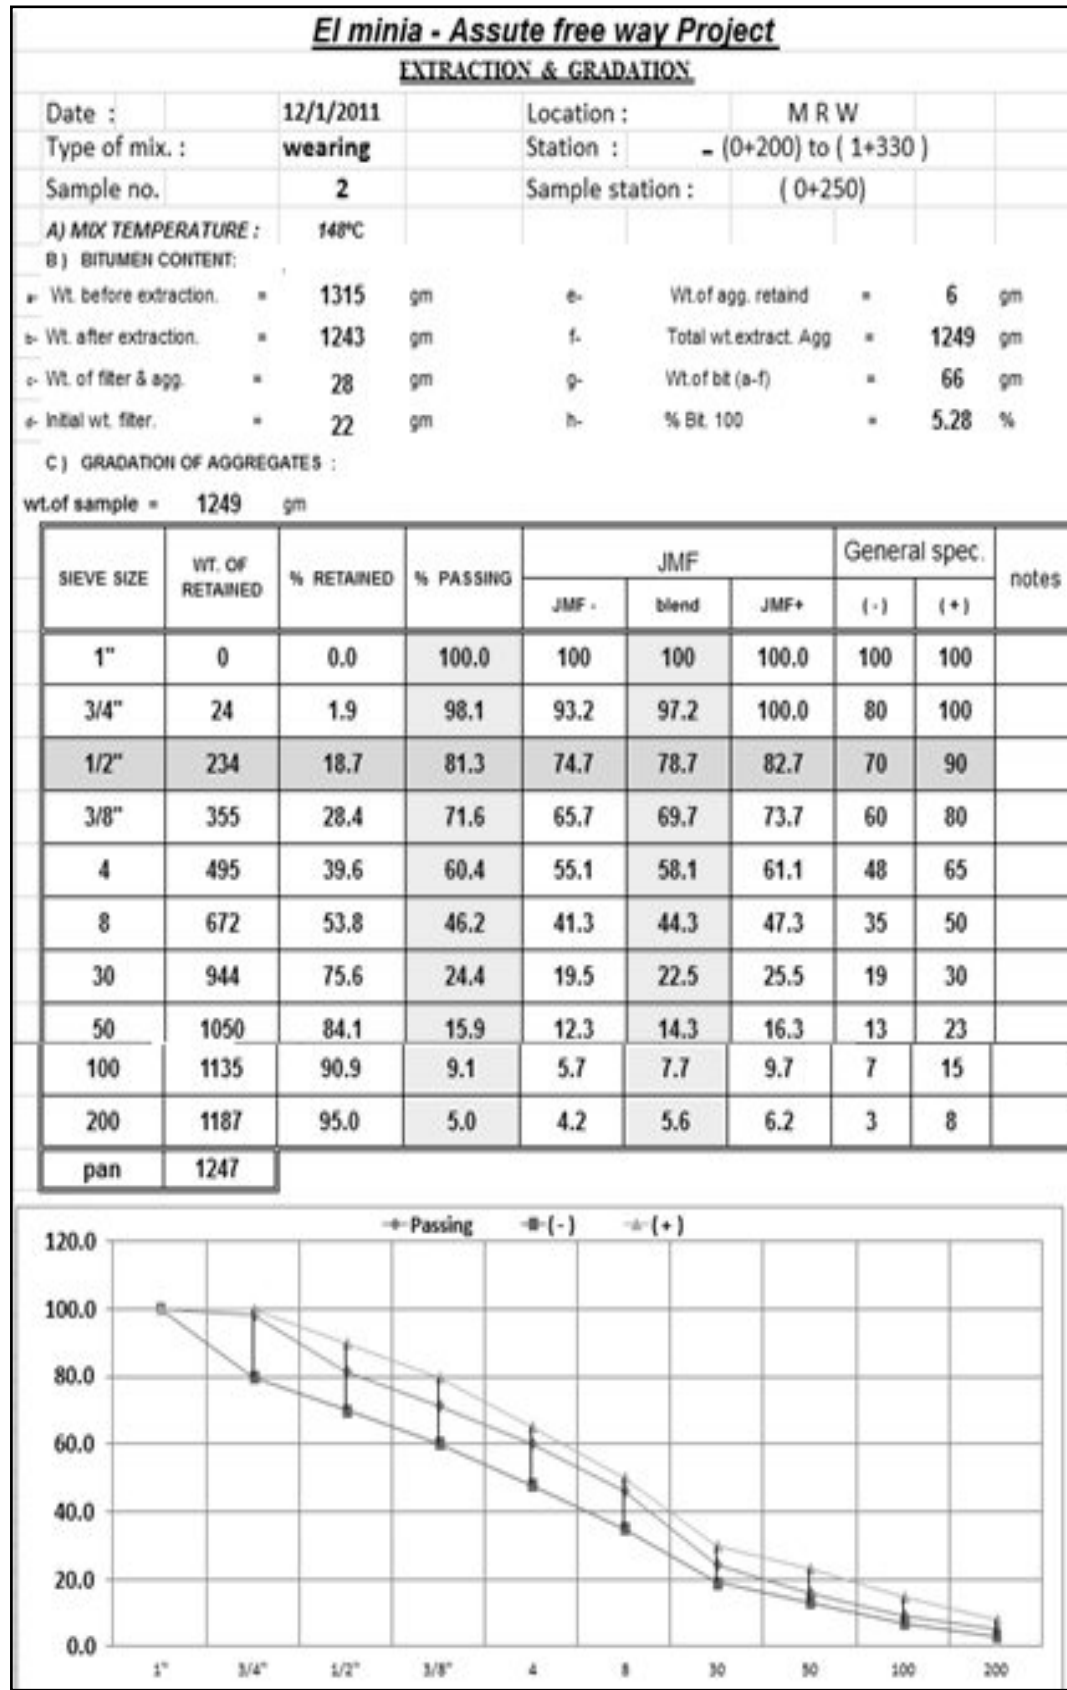 El minia - Assute free way Project
EXTRACTION & GRADATION
Date : 12/1/2011 Location : M R W
Type of mix. : wearing Station : - (0+200) to ( 1+330 )
Sample no. 2 Sample station : ( 0+250)
A) MIX TEMPERATURE : 148ºC
B ) BITUMEN CONTENT:
a- Wt. before extraction. = 1315 gm e- Wt.of agg. retaind = 6 gm
b- Wt. after extraction. = 1243 gm f- Total wt.extract. Agg = 1249 gm
c- Wt. of filter & agg. = 28 gm g- Wt.of bit (a-f) = 66 gm
d- Initial wt. filter. = 22 gm h- % Bit. 100 = 5.28 %
C ) GRADATION OF AGGREGATES :
wt.of sample = 1249 gm
SIEVE SIZE WT. OF RETAINED % RETAINED % PASSING JMF General spec. notes
JMF - blend JMF+ ( - ) ( + )
1" 0 0.0 100.0 100 100 100.0 100 100
3/4" 24 1.9 98.1 93.2 97.2 100.0 80 100
1/2" 234 18.7 81.3 74.7 78.7 82.7 70 90
3/8" 355 28.4 71.6 65.7 69.7 73.7 60 80
4 495 39.6 60.4 55.1 58.1 61.1 48 65
8 672 53.8 46.2 41.3 44.3 47.3 35 50
30 944 75.6 24.4 19.5 22.5 25.5 19 30
50 1050 84.1 15.9 12.3 14.3 16.3 13 23
100 1135 90.9 9.1 5.7 7.7 9.7 7 15
200 1187 95.0 5.0 4.2 5.6 6.2 3 8
pan 1247
Passing ( - ) ( + )
120.0
100.0
80.0
60.0
40.0
20.0
0.0
1" 3/4" 1/2" 3/8" 4 8 30 50 100 200